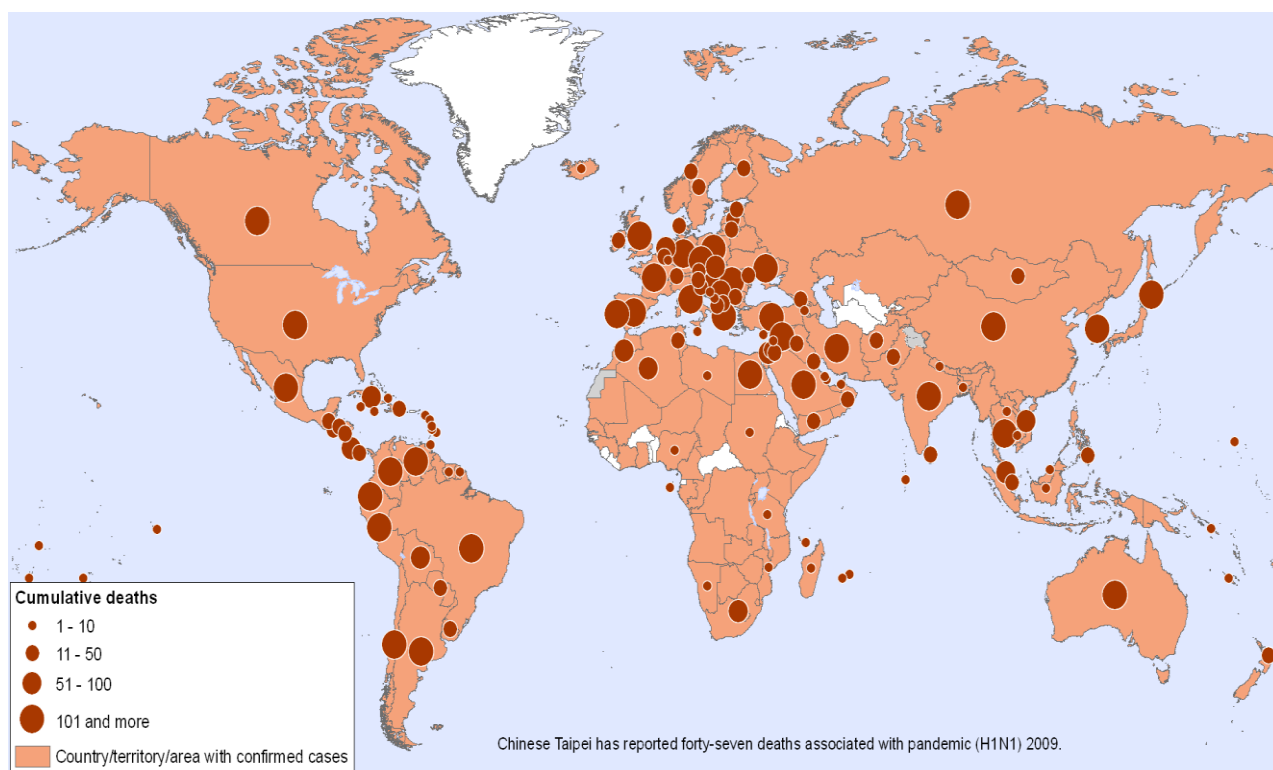 Cumulative deaths
1 - 10
11 - 50
51 - 100
101 and more
Country/territory/area with confirmed cases
Chinese Taipei has reported forty-seven deaths associated with pandemic (H1N1) 2009.